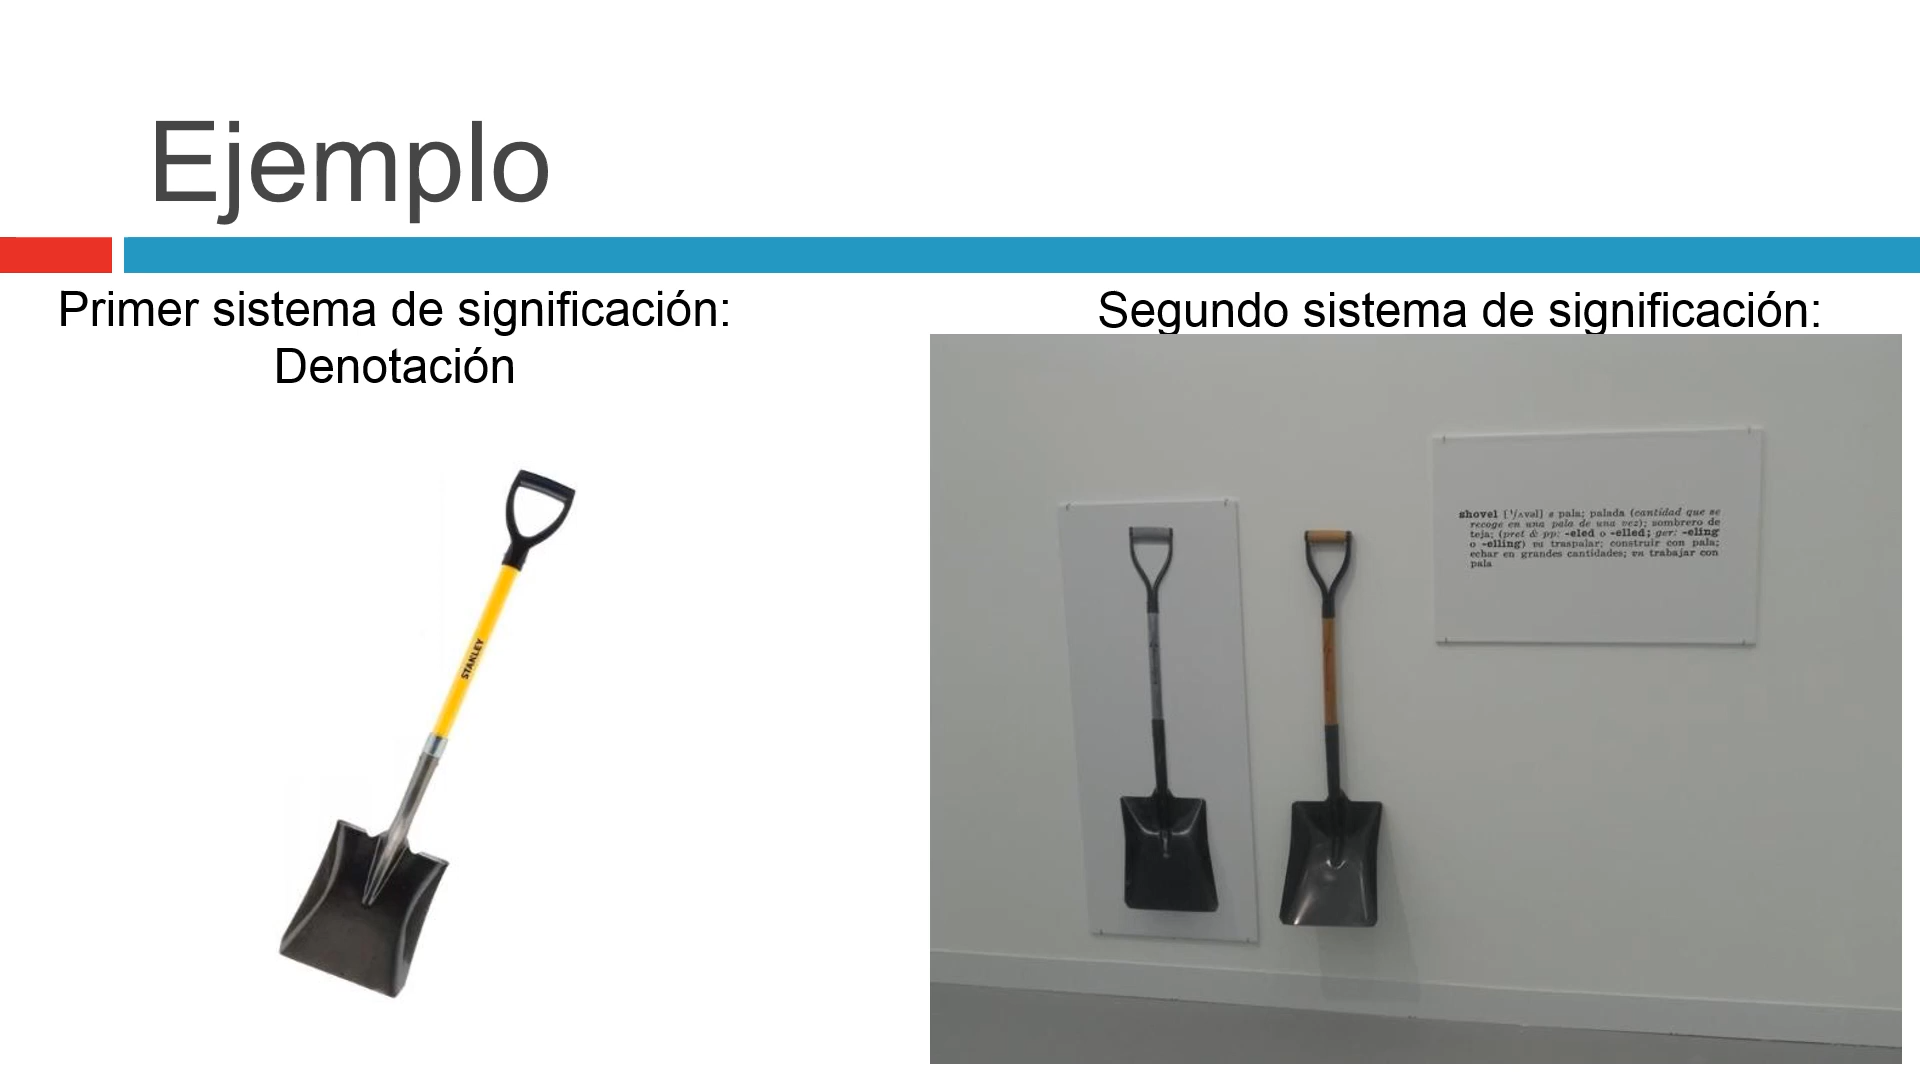 Ejemplo
Primer sistema de significación:
Denotación
Segundo sistema de significación:
STANLEY
shovel [ˈʃʌvəl] s pala; palada (cantidad que se
recoge en una pala de una vez); sombrero de
teja; (pret & pp: -eled o -elled; ger: -eling
o -elling) va traspalar; construir con pala;
echar en grandes cantidades; vn trabajar con
pala